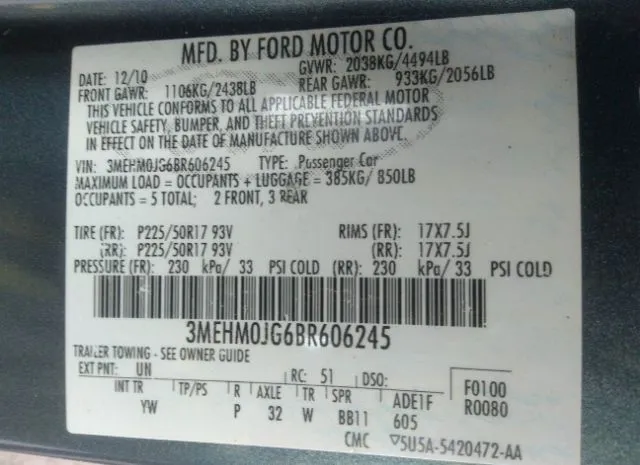 MFD. BY FORD MOTOR CO.
DATE: 12/10 GVWR: 2038KG/4494LB
FRONT GAWR: 1106KG/2438LB REAR GAWR: 933KG/2056LB
THIS VEHICLE CONFORMS TO ALL APPLICABLE FEDERAL MOTOR
VEHICLE SAFETY, BUMPER, AND THEFT PREVENTION STANDARDS
IN EFFECT ON THE DATE OF MANUFACTURE SHOWN ABOVE.
VIN: 3MEHM0JG6BR606245 TYPE: Passenger Car
MAXIMUM LOAD = OCCUPANTS + LUGGAGE = 385KG/ 850LB
OCCUPANTS = 5 TOTAL; 2 FRONT, 3 REAR
TIRE (FR): P225/50R17 93V RIMS (FR): 17X7.5J
(RR): P225/50R17 93V (RR): 17X7.5J
PRESSURE (FR): 230 kPa/ 33 PSI COLD (RR): 230 kPa/ 33 PSI COLD
3MEHM0JG6BR606245
TRAILER TOWING - SEE OWNER GUIDE
EXT PNT: UN RC: 51 DSO: F0100
INT TR TP/PS R AXLE TR SPR ADE1F R0080
YW P 32 W BB11 605
CMC ▽5U5A-5420472-AA